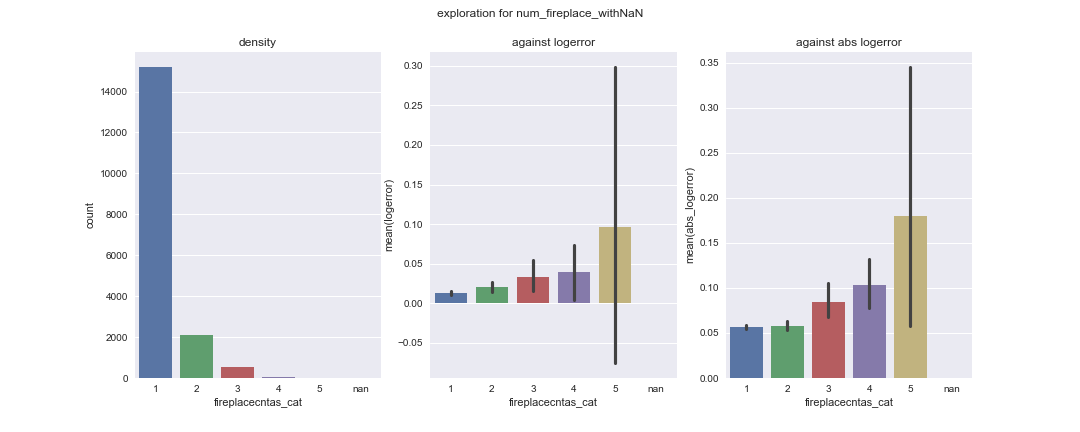 exploration for num_fireplace_withNaN
density
count
14000
12000
10000
8000
6000
4000
2000
0
1 2 3 4 5 nan
fireplacecntas_cat
against logerror
mean(logerror)
0.30
0.25
0.20
0.15
0.10
0.05
0.00
−0.05
1 2 3 4 5 nan
fireplacecntas_cat
against abs logerror
mean(abs_logerror)
0.35
0.30
0.25
0.20
0.15
0.10
0.05
0.00
1 2 3 4 5 nan
fireplacecntas_cat